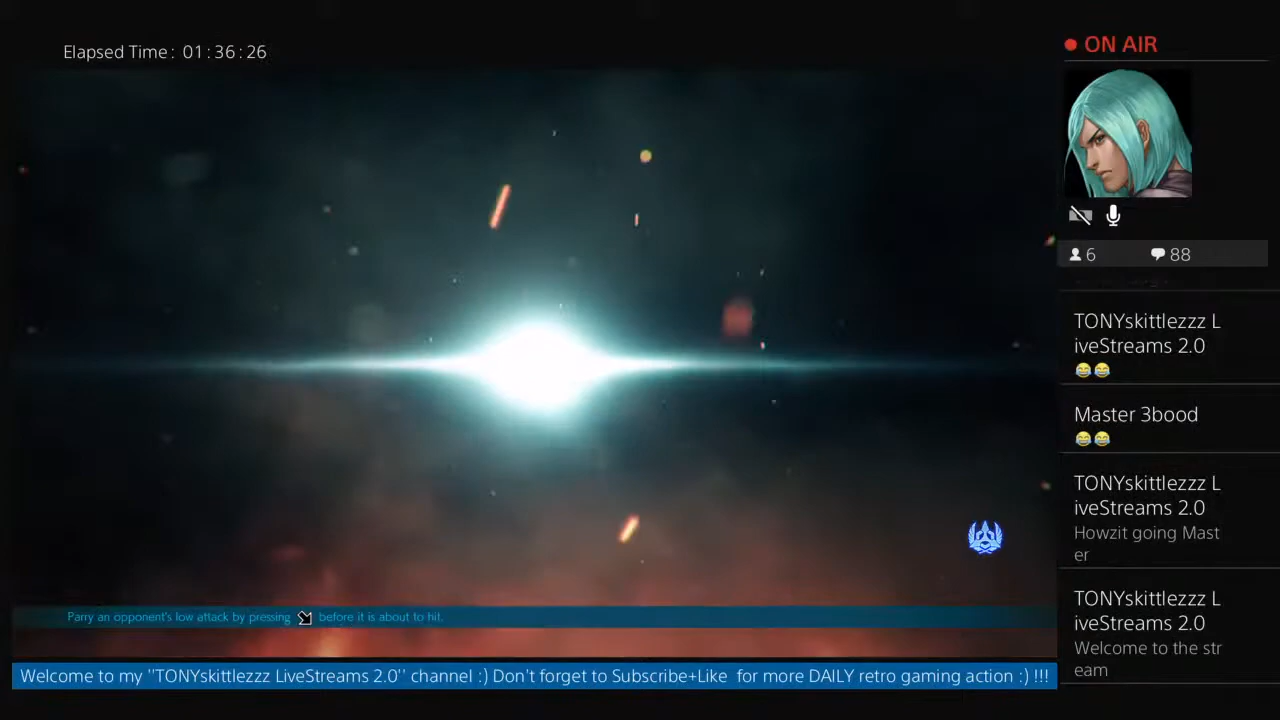 Elapsed Time: 01:36:26
ON AIR
6 88
TONYskittlezzz L
iveStreams 2.0
😂😂
Master 3bood
😂😂
TONYskittlezzz L
iveStreams 2.0
Howzit going Mast
er
TONYskittlezzz L
iveStreams 2.0
Welcome to the str
eam
Parry an opponent's low attack by pressing before it is about to hit.
Welcome to my "TONYskittlezzz LiveStreams 2.0" channel :) Don't forget to Subscribe+Like for more DAILY retro gaming action :) !!!